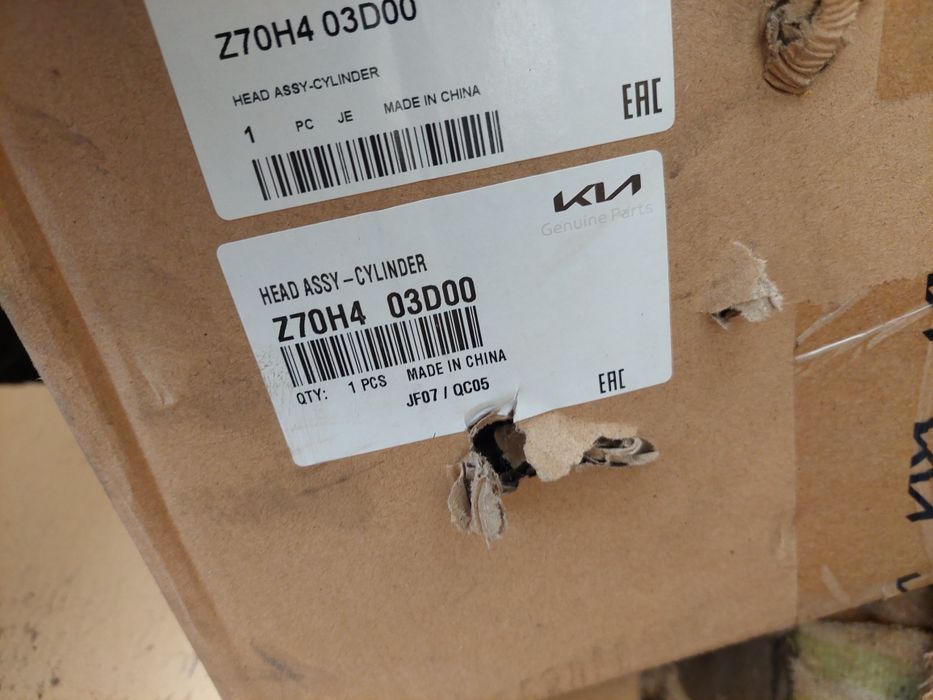 Z70H4 03D00
HEAD ASSY-CYLINDER
1 PC JE MADE IN CHINA
EAC
KIA
Genuine Parts
HEAD ASSY-CYLINDER
Z70H4 03D00
QTY: 1 PCS MADE IN CHINA
JF07 / QC05
EAC
KIA